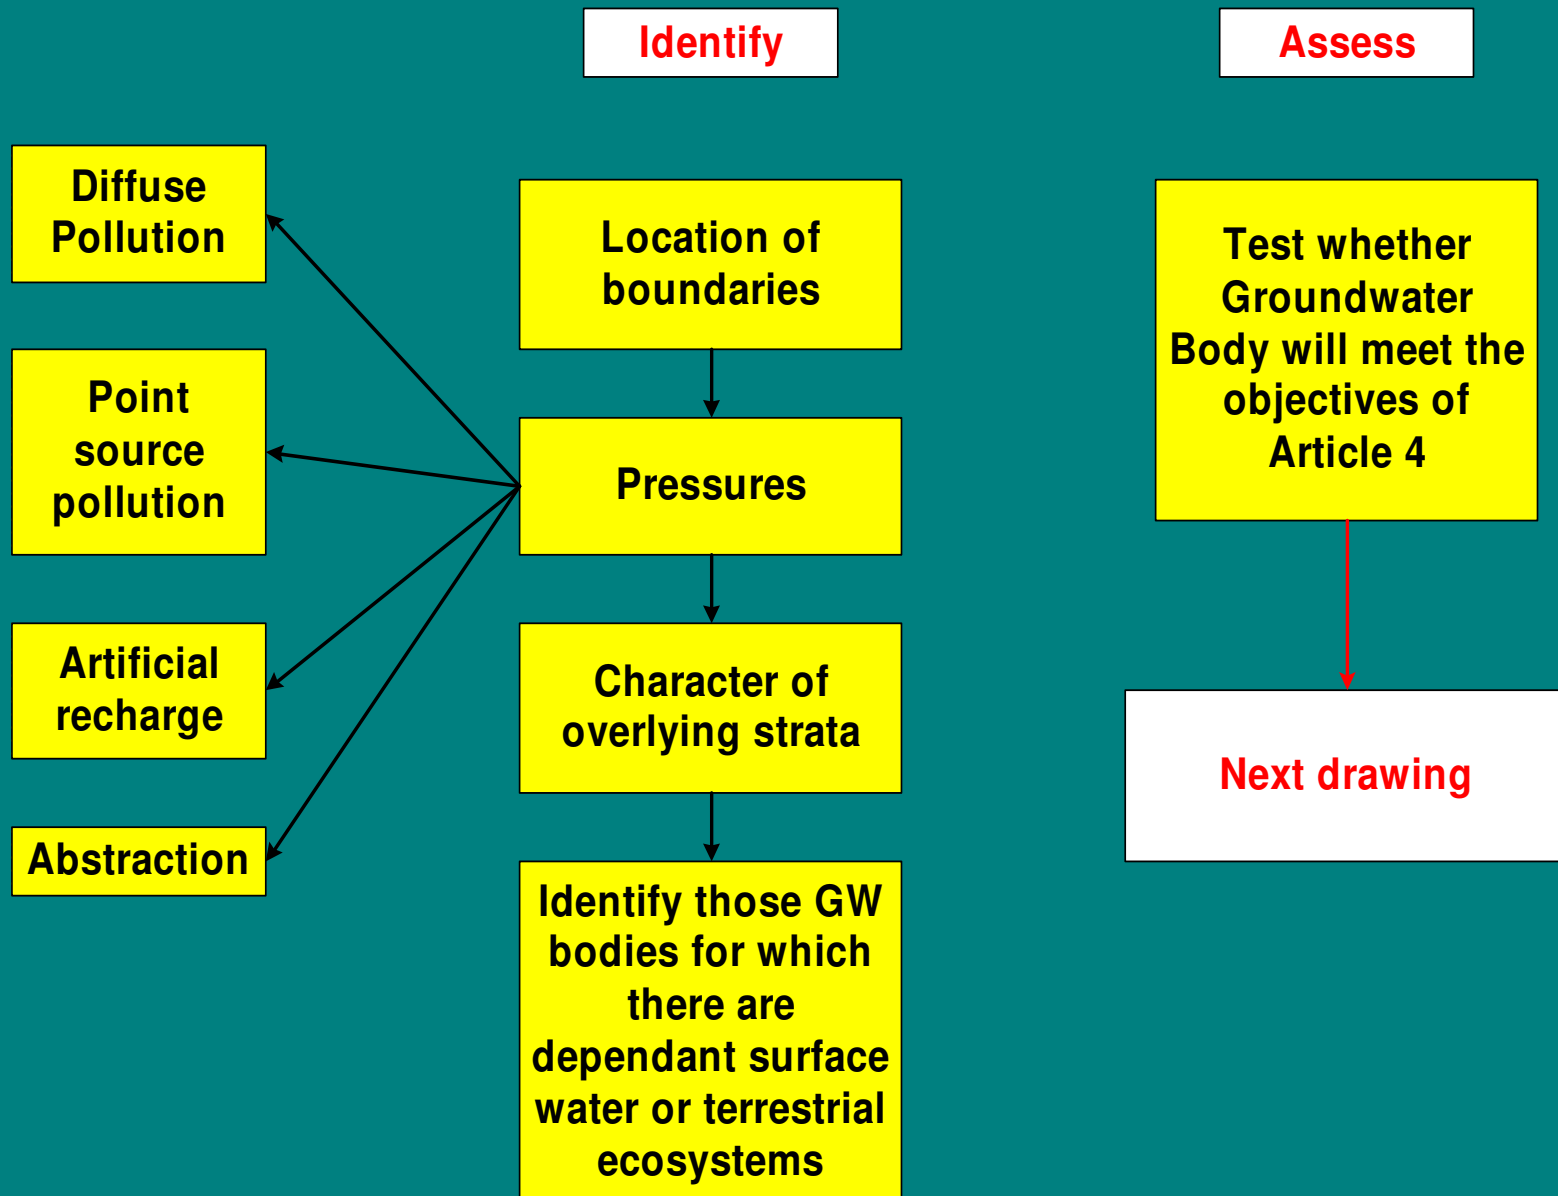 Identify
Assess
Diffuse
Pollution
Point
source
pollution
Artificial
recharge
Abstraction
Location of
boundaries
Pressures
Character of
overlying strata
Identify those GW
bodies for which
there are
dependant surface
water or terrestrial
ecosystems
Test whether
Groundwater
Body will meet the
objectives of
Article 4
Next drawing